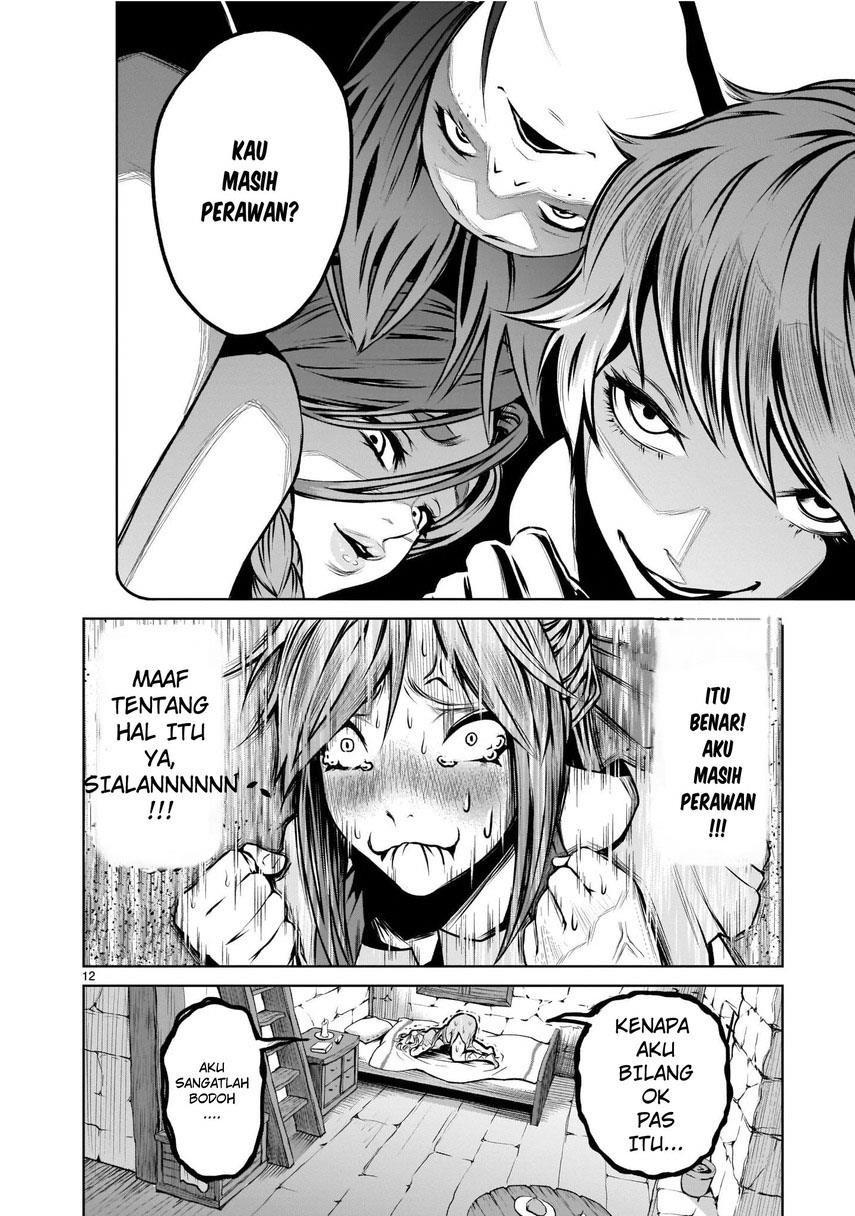 KAU
MASIH
PERAWAN?
ITU
BENAR!
AKU
MASIH
PERAWAN
!!!
MAAF
TENTANG
HAL ITU
YA,
SIALANNNNNN
!!!
12
KENAPA
AKU
BILANG
OK
PAS
ITU...
AKU
SANGATLAH
BODOH
....